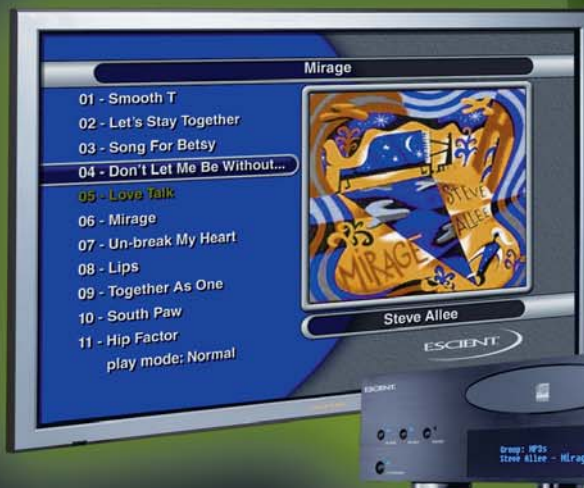 Mirage
01 - Smooth T
02 - Let's Stay Together
03 - Song For Betsy
04 - Don't Let Me Be Without...
05 - Love Talk
06 - Mirage
07 - Un-break My Heart
08 - Lips
09 - Together As One
10 - South Paw
11 - Hip Factor
play mode: Normal
STEVE
ALLEE
MIRAGE
Steve Allee
ESCIENT
ESCIENT
Group: MP3s
Steve Allee - Mirag